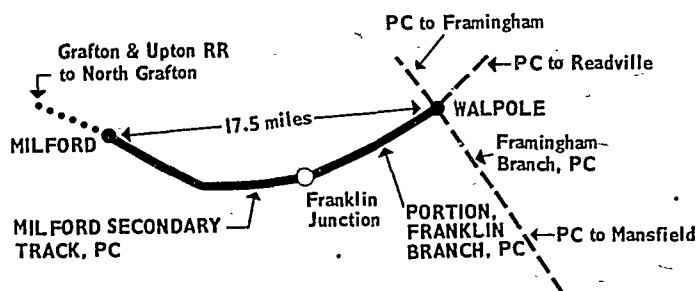 PC to Framingham
Grafton & Upton RR
to North Grafton
PC to Readville
WALPOLE
17.5 miles
MILFORD
Framingham
Branch, PC
Franklin
Junction
MILFORD SECONDARY
TRACK, PC
PORTION,
FRANKLIN
BRANCH, PC
PC to Mansfield